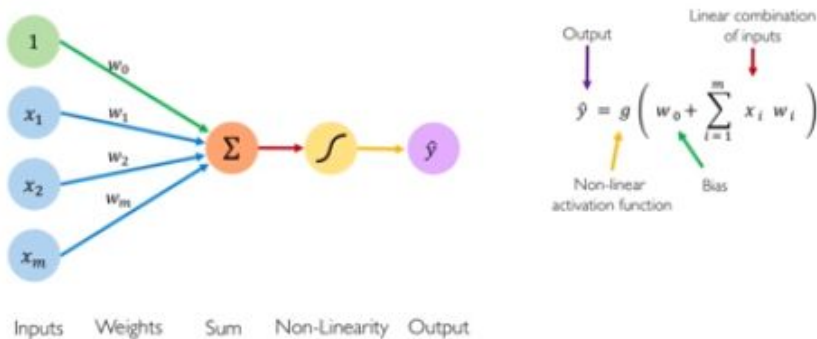 1
w₀
x₁
w₁
x₂
w₂
wₘ
xₘ
Σ
∫
ŷ
Inputs Weights Sum Non-Linearity Output
Output
Linear combination
of inputs
ŷ = g ( w₀ + ∑ᵢ₌₁ᵐ xᵢ wᵢ )
Non-linear
activation function
Bias